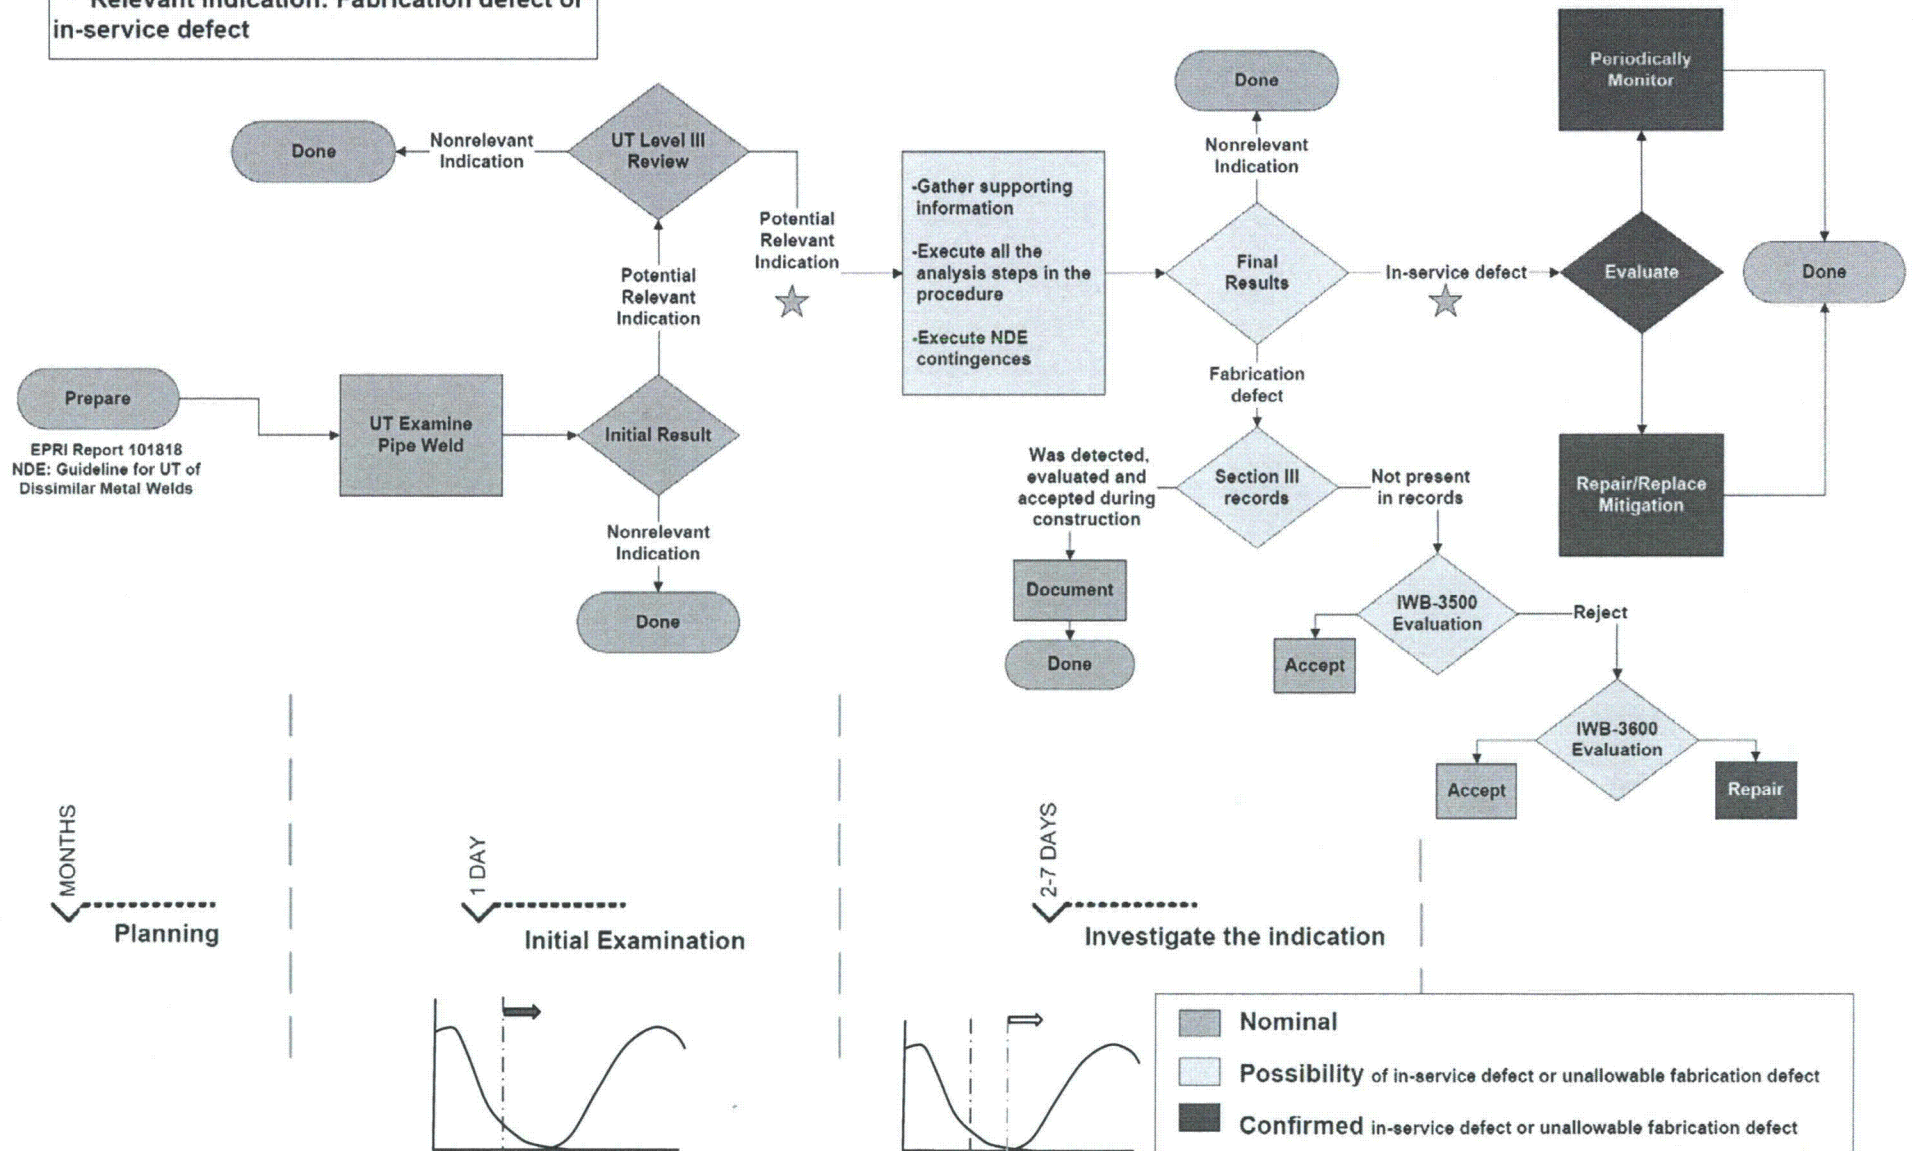 Relevant Indication: Fabrication defect or
in-service defect
Done
Nonrelevant
Indication
UT Level III
Review
Potential
Relevant
Indication
Potential
Relevant
Indication
Prepare
EPRI Report 101818
NDE: Guideline for UT of
Dissimilar Metal Welds
UT Examine
Pipe Weld
Initial Result
Nonrelevant
Indication
Done
-Gather supporting
information
-Execute all the
analysis steps in the
procedure
-Execute NDE
contingences
Done
Nonrelevant
Indication
Final
Results
In-service defect
Fabrication
defect
Section III
records
Was detected,
evaluated and
accepted during
construction
Document
Done
Not present
in records
IWB-3500
Evaluation
Accept
Reject
IWB-3600
Evaluation
Accept
Repair
Periodically
Monitor
Evaluate
Done
Repair/Replace
Mitigation
MONTHS
Planning
1 DAY
Initial Examination
2-7 DAYS
Investigate the indication
Nominal
Possibility of in-service defect or unallowable fabrication defect
Confirmed in-service defect or unallowable fabrication defect